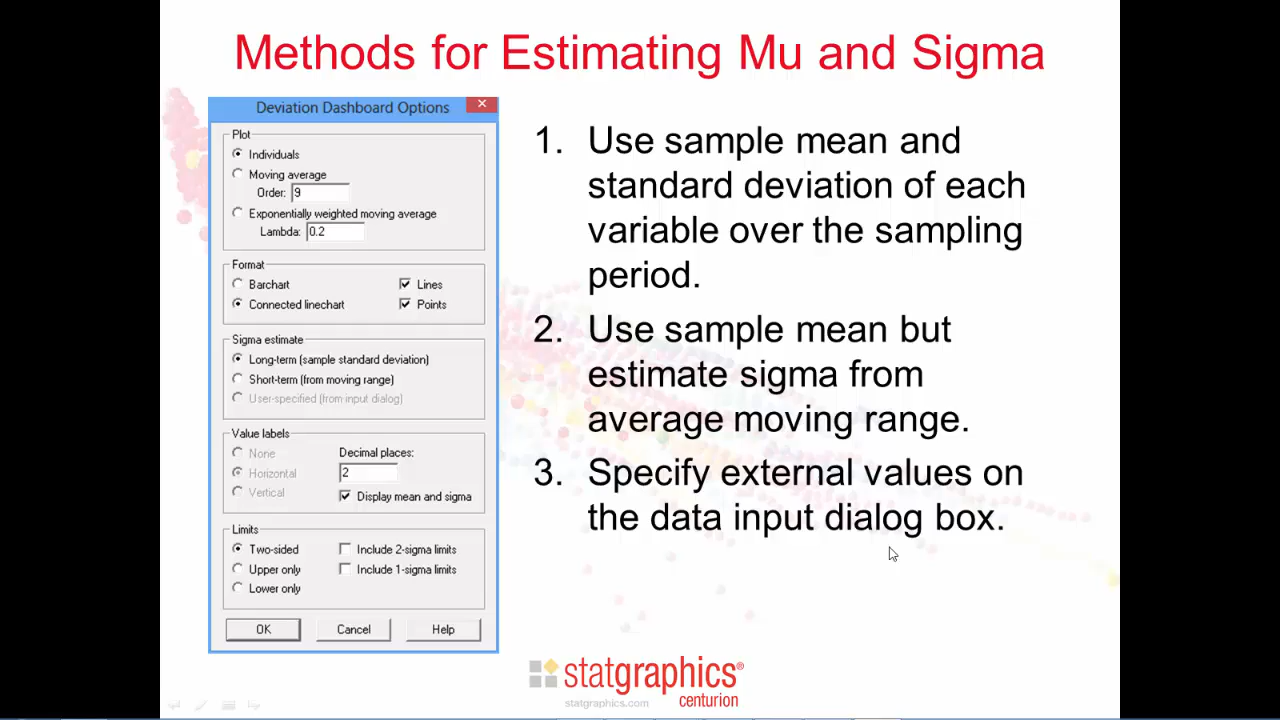 Methods for Estimating Mu and Sigma
Deviation Dashboard Options
Plot
Individuals
Moving average
Order: 9
Exponentially weighted moving average
Lambda: 0.2
Format
Barchart
Lines
Connected linechart
Points
Sigma estimate
Long-term (sample standard deviation)
Short-term (from moving range)
User-specified (from input dialog)
Value labels
None
Decimal places:
Horizontal
2
Vertical
Display mean and sigma
Limits
Two-sided
Include 2-sigma limits
Upper only
Include 1-sigma limits
Lower only
OK
Cancel
Help
1. Use sample mean and
standard deviation of each
variable over the sampling
period.
2. Use sample mean but
estimate sigma from
average moving range.
3. Specify external values on
the data input dialog box.
statgraphics®
centurion
statgraphics.com